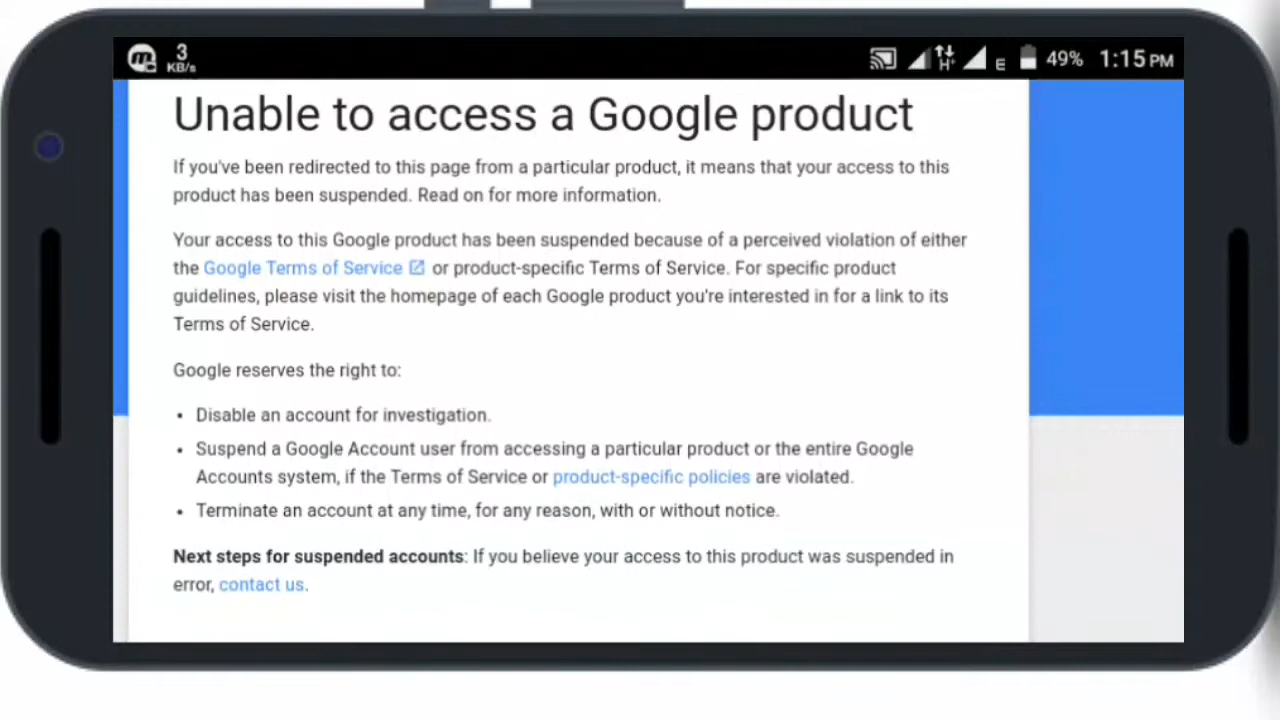 3
KB/s
H+
E
49%
1:15 PM
Unable to access a Google product
If you've been redirected to this page from a particular product, it means that your access to this
product has been suspended. Read on for more information.
Your access to this Google product has been suspended because of a perceived violation of either
the Google Terms of Service or product-specific Terms of Service. For specific product
guidelines, please visit the homepage of each Google product you're interested in for a link to its
Terms of Service.
Google reserves the right to:
• Disable an account for investigation.
• Suspend a Google Account user from accessing a particular product or the entire Google
Accounts system, if the Terms of Service or product-specific policies are violated.
• Terminate an account at any time, for any reason, with or without notice.
Next steps for suspended accounts: If you believe your access to this product was suspended in
error, contact us.